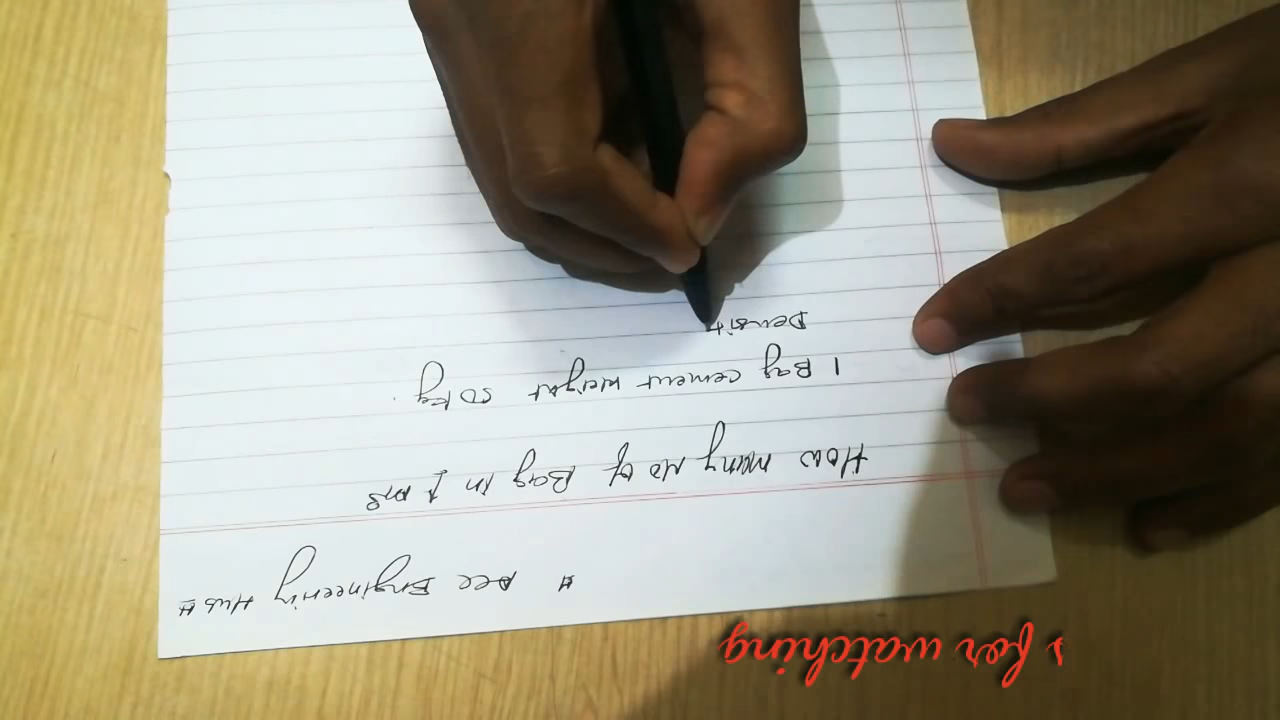 s for watching
" Acc Engineering Hub "
How many No of Bag in 1 m3
1 Bag cement weight 50 kg.
Densit